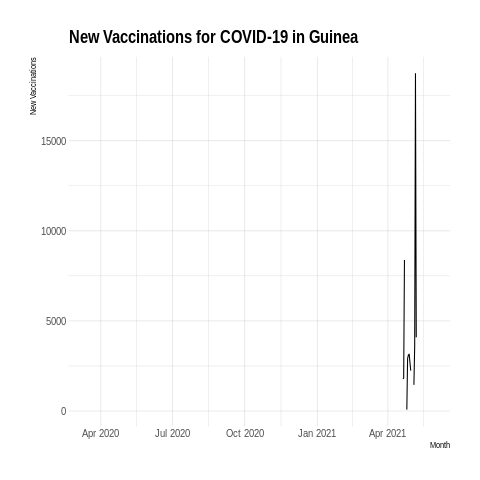 New Vaccinations for COVID-19 in Guinea
New Vaccinations
15000
10000
5000
0
Apr 2020 Jul 2020 Oct 2020 Jan 2021 Apr 2021
Month